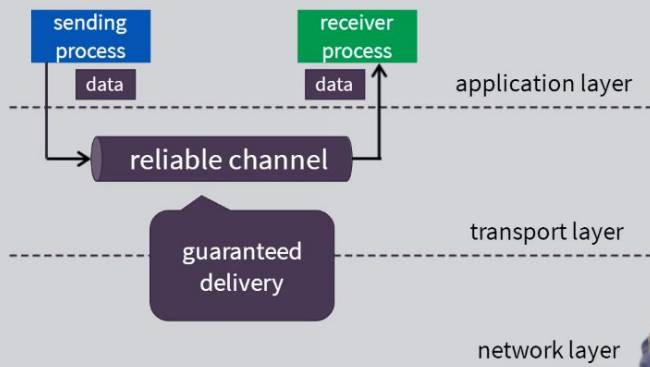 sending
process
receiver
process
data
data
application layer
reliable channel
guaranteed
delivery
transport layer
network layer